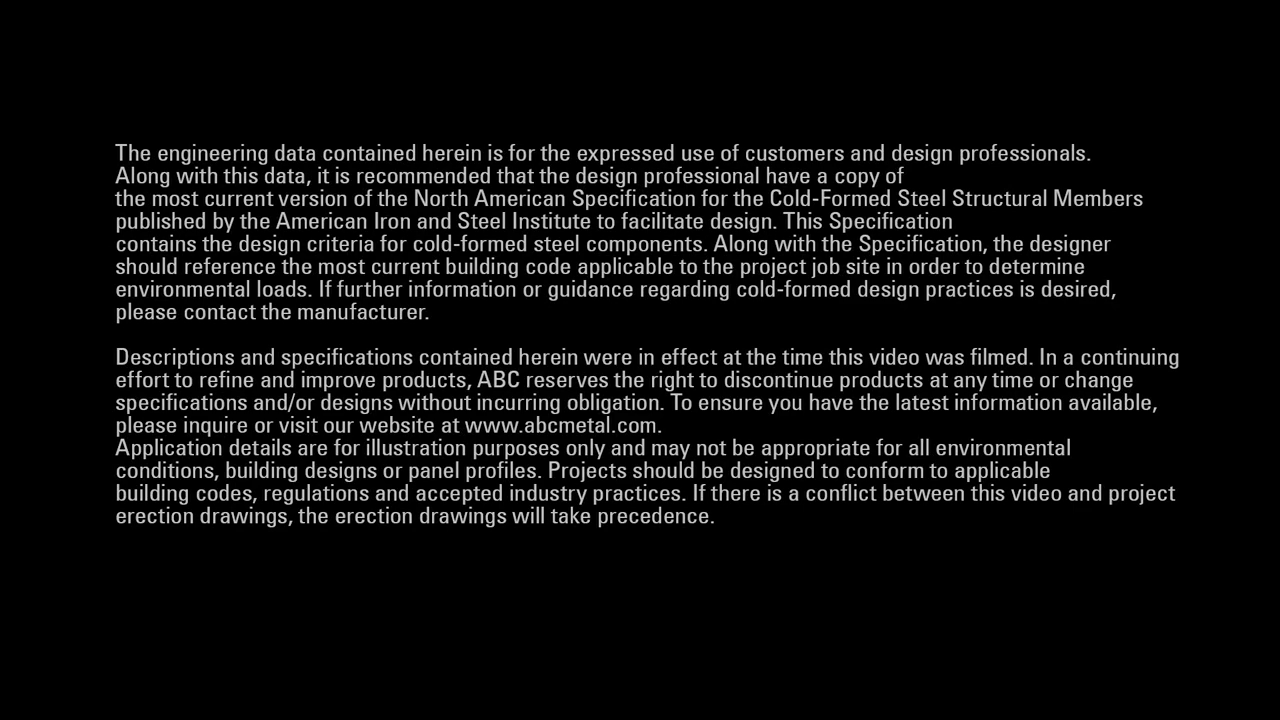 The engineering data contained herein is for the expressed use of customers and design professionals.
Along with this data, it is recommended that the design professional have a copy of
the most current version of the North American Specification for the Cold-Formed Steel Structural Members
published by the American Iron and Steel Institute to facilitate design. This Specification
contains the design criteria for cold-formed steel components. Along with the Specification, the designer
should reference the most current building code applicable to the project job site in order to determine
environmental loads. If further information or guidance regarding cold-formed design practices is desired,
please contact the manufacturer.
Descriptions and specifications contained herein were in effect at the time this video was filmed. In a continuing
effort to refine and improve products, ABC reserves the right to discontinue products at any time or change
specifications and/or designs without incurring obligation. To ensure you have the latest information available,
please inquire or visit our website at www.abcmetal.com.
Application details are for illustration purposes only and may not be appropriate for all environmental
conditions, building designs or panel profiles. Projects should be designed to conform to applicable
building codes, regulations and accepted industry practices. If there is a conflict between this video and project
erection drawings, the erection drawings will take precedence.